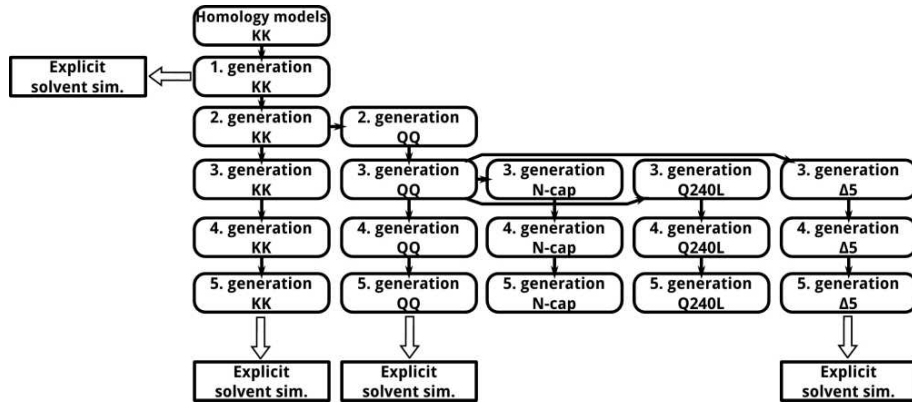 Homology models
KK
Explicit
solvent sim.
1. generation
KK
2. generation
KK
2. generation
QQ
3. generation
KK
3. generation
QQ
3. generation
N-cap
3. generation
Q240L
3. generation
Δ5
4. generation
KK
4. generation
QQ
4. generation
N-cap
4. generation
Q240L
4. generation
Δ5
5. generation
KK
5. generation
QQ
5. generation
N-cap
5. generation
Q240L
5. generation
Δ5
Explicit
solvent sim.
Explicit
solvent sim.
Explicit
solvent sim.